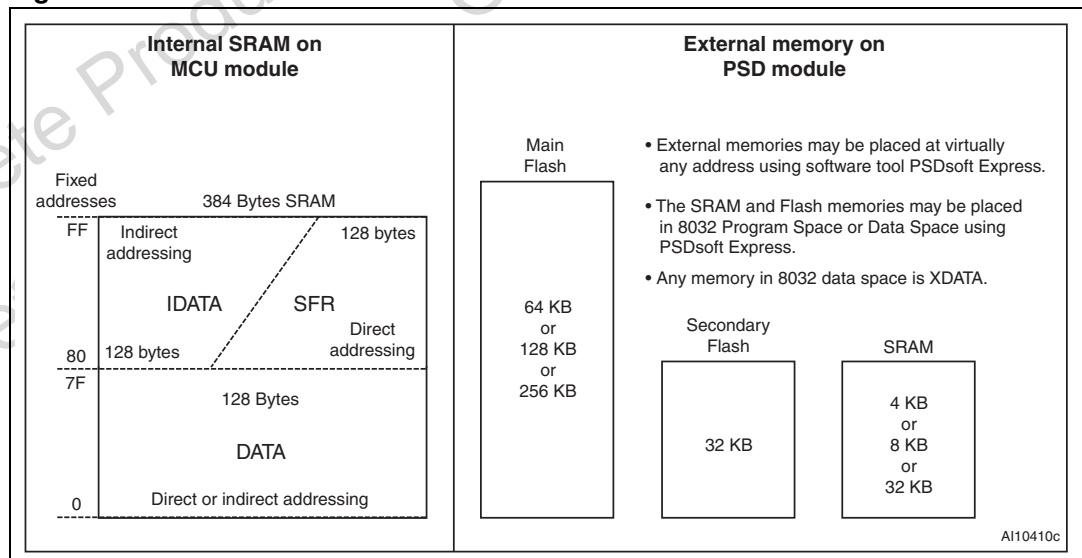 Internal SRAM on
MCU module
Fixed
addresses
384 Bytes SRAM
FF
Indirect
addressing
128 bytes
IDATA
SFR
Direct
addressing
80
128 bytes
7F
128 Bytes
DATA
0
Direct or indirect addressing
External memory on
PSD module
Main
Flash
64 KB
or
128 KB
or
256 KB
• External memories may be placed at virtually
any address using software tool PSDsoft Express.
• The SRAM and Flash memories may be placed
in 8032 Program Space or Data Space using
PSDsoft Express.
• Any memory in 8032 data space is XDATA.
Secondary
Flash
32 KB
SRAM
4 KB
or
8 KB
or
32 KB
AI10410c